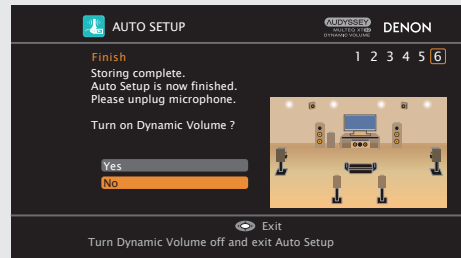 AUTO SETUP
AUDYSSEY
MULTEQ XT32
DYNAMIC VOLUME
DENON
Finish
1 2 3 4 5 6
Storing complete.
Auto Setup is now finished.
Please unplug microphone.
Turn on Dynamic Volume ?
Yes
No
Exit
Turn Dynamic Volume off and exit Auto Setup